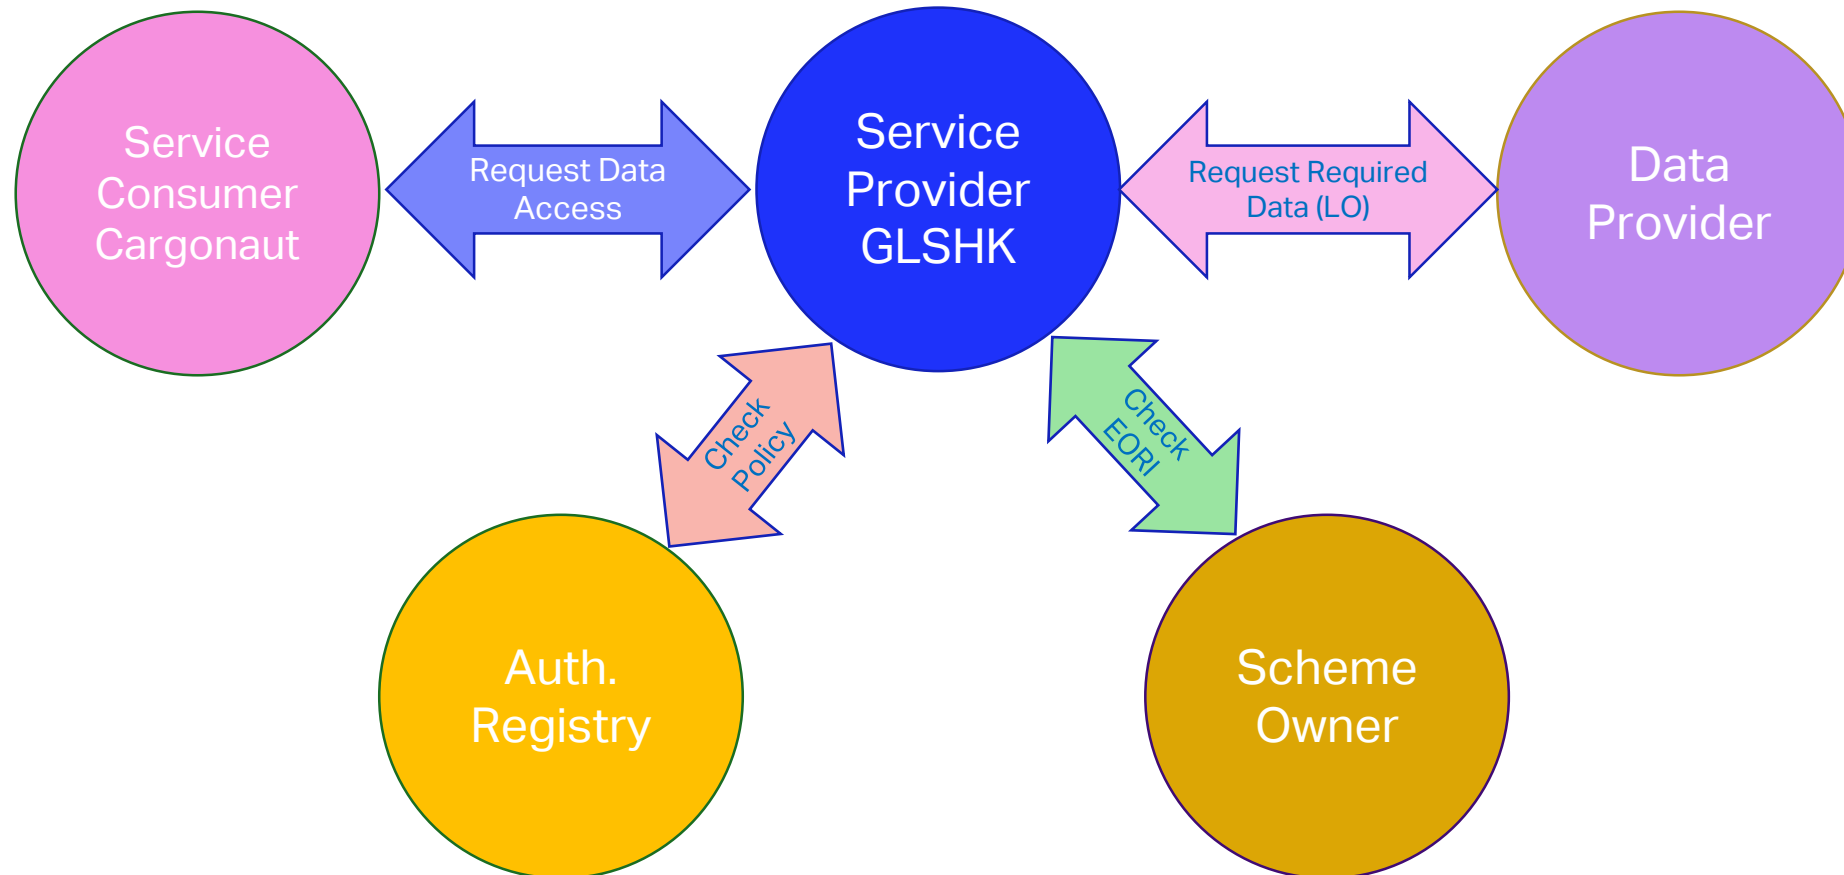 Service
Consumer
Cargonaut
Request Data
Access
Service
Provider
GLSHK
Request Required
Data (LO)
Data
Provider
Check
Policy
Check
EORI
Auth.
Registry
Scheme
Owner